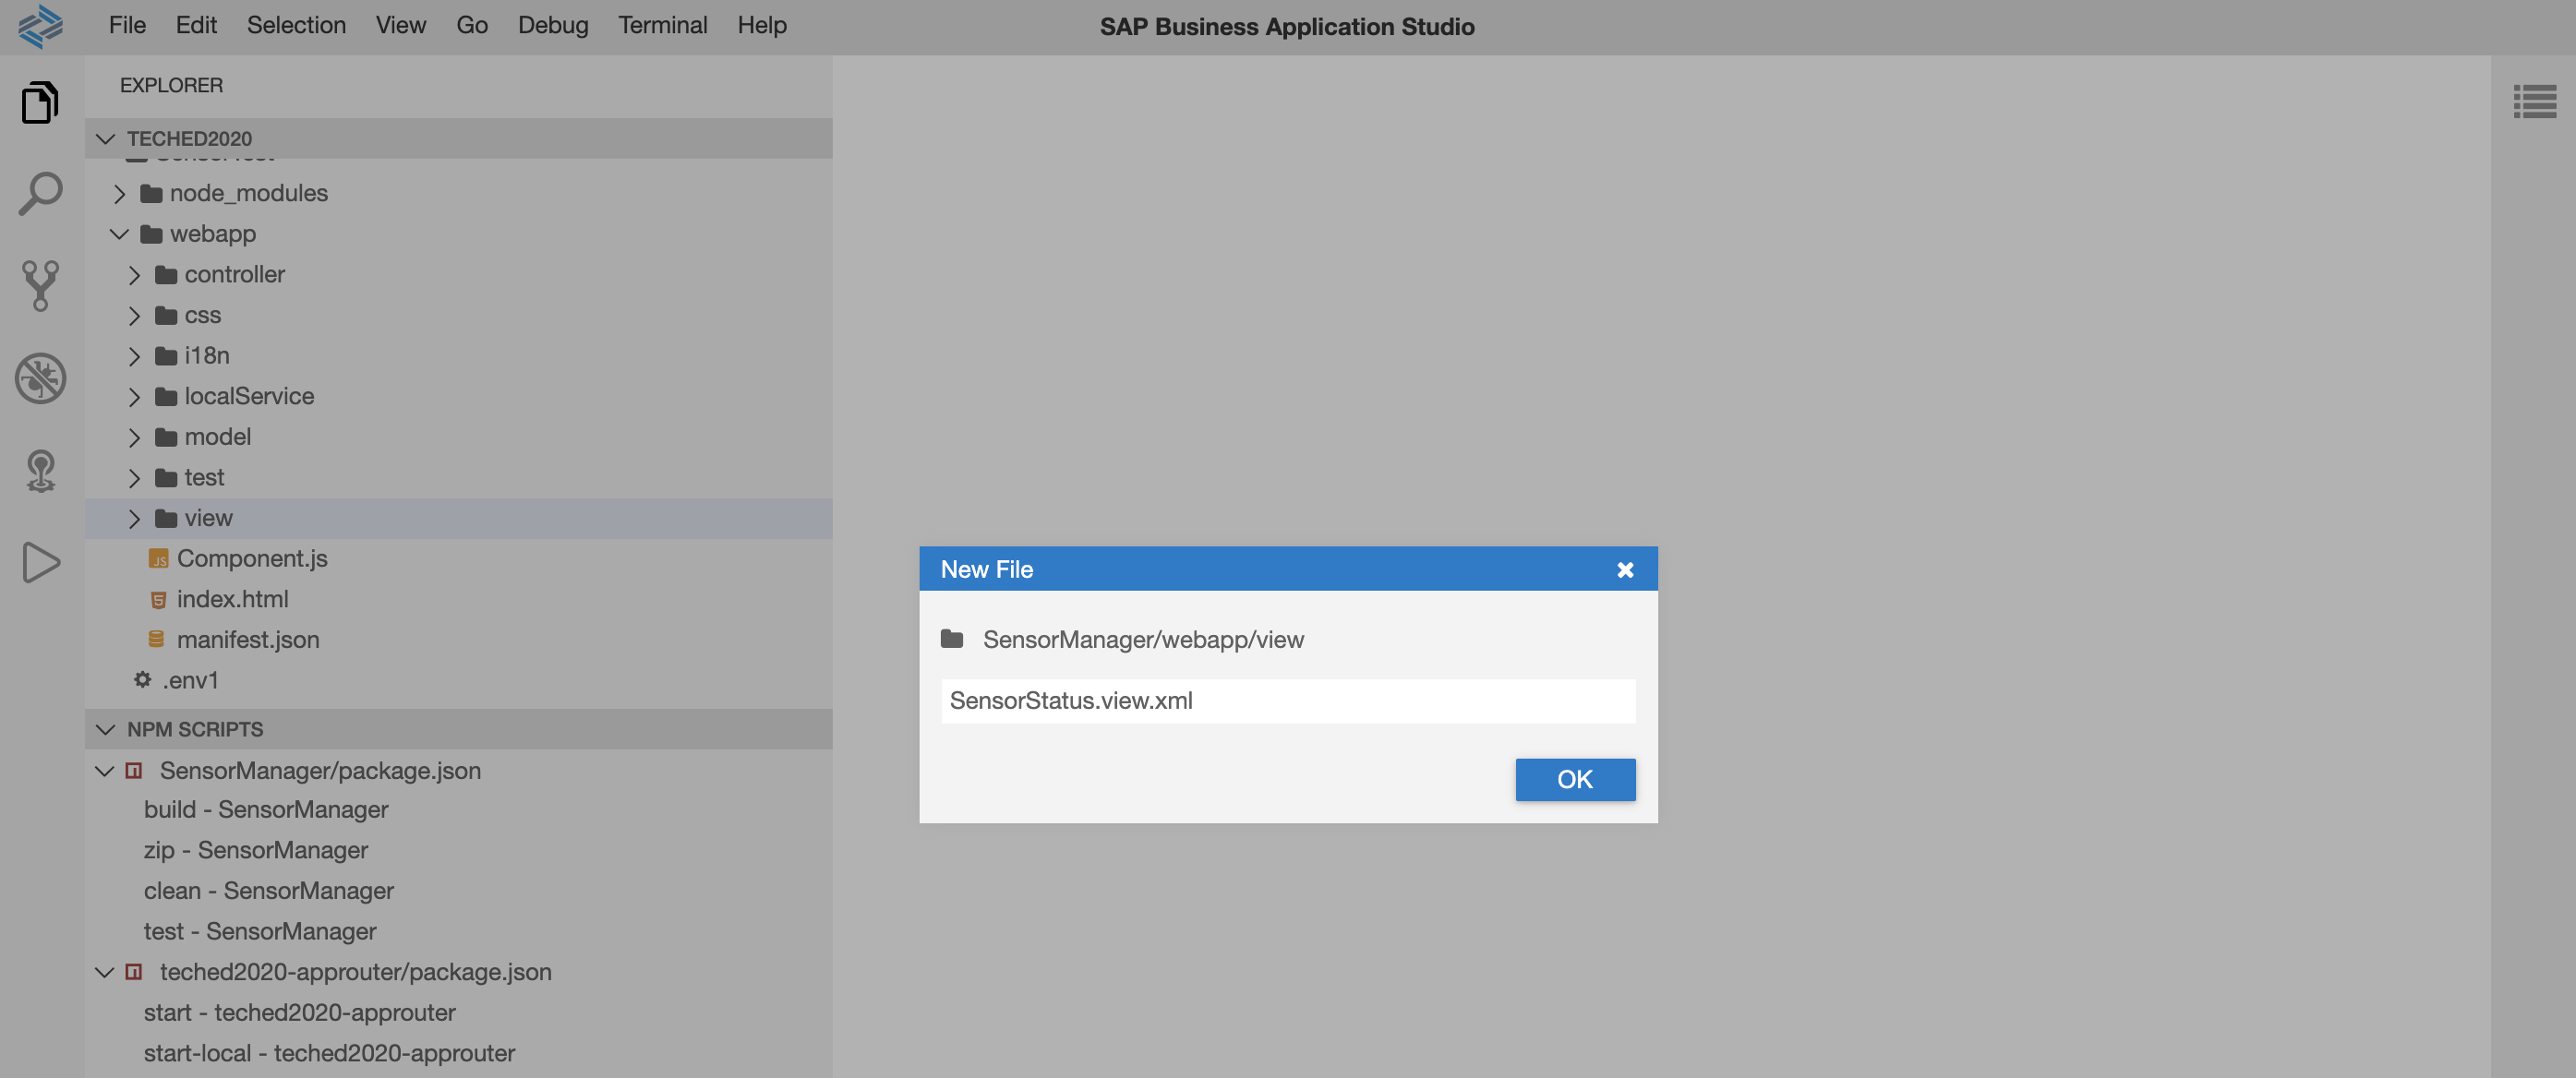 File Edit Selection View Go Debug Terminal Help SAP Business Application Studio
EXPLORER
TECHED2020
node_modules
webapp
controller
css
i18n
localService
model
test
view
Component.js
index.html
manifest.json
.env1
NPM SCRIPTS
SensorManager/package.json
build - SensorManager
zip - SensorManager
clean - SensorManager
test - SensorManager
teched2020-approuter/package.json
start - teched2020-approuter
start-local - teched2020-approuter
New File
SensorManager/webapp/view
SensorStatus.view.xml
OK